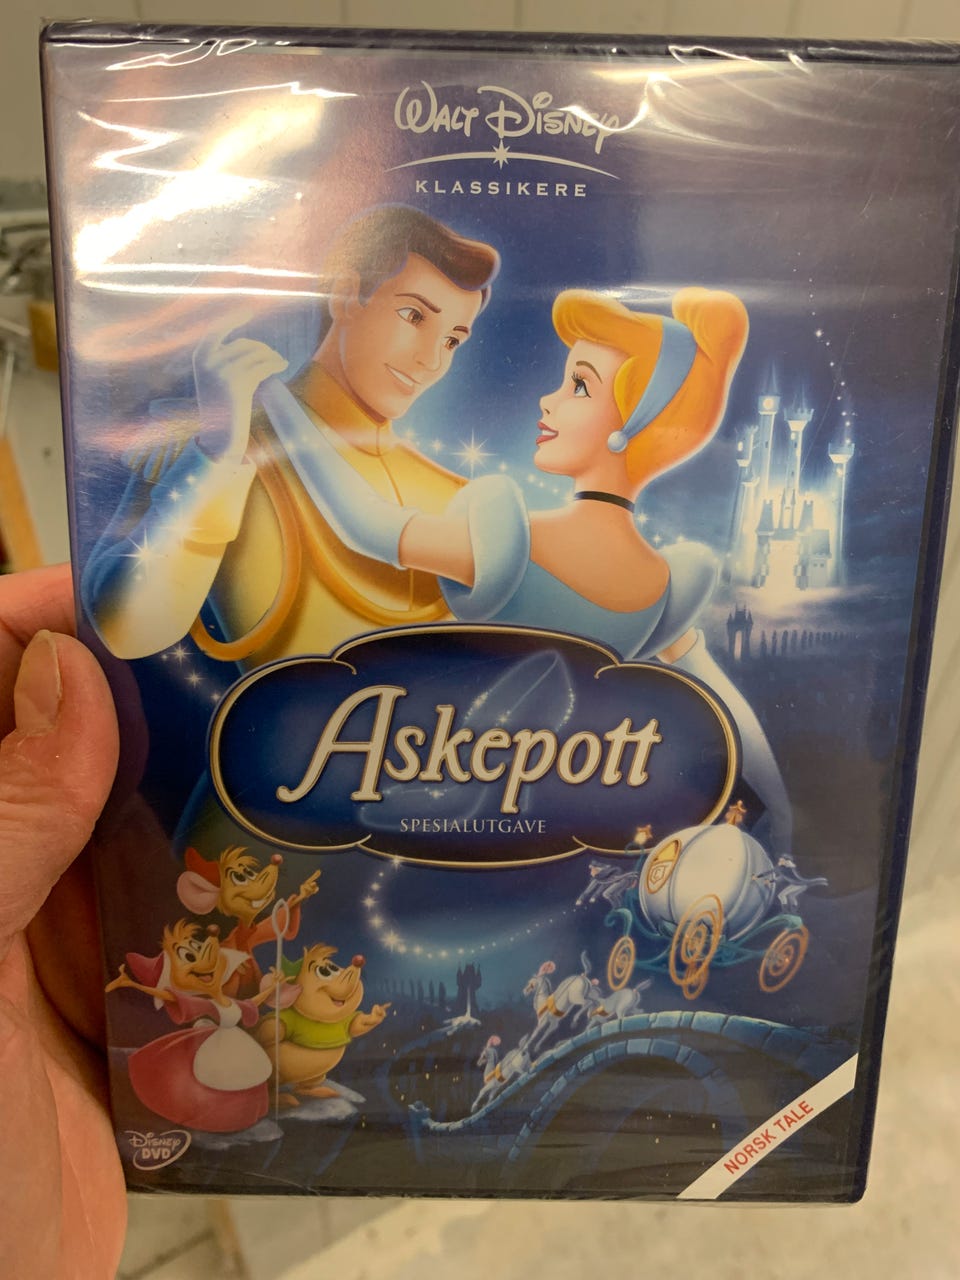 WALT DISNEY
KLASSIKERE
Askepott
SPESIALUTGAVE
DISNEY
DVD
NORSK TALE